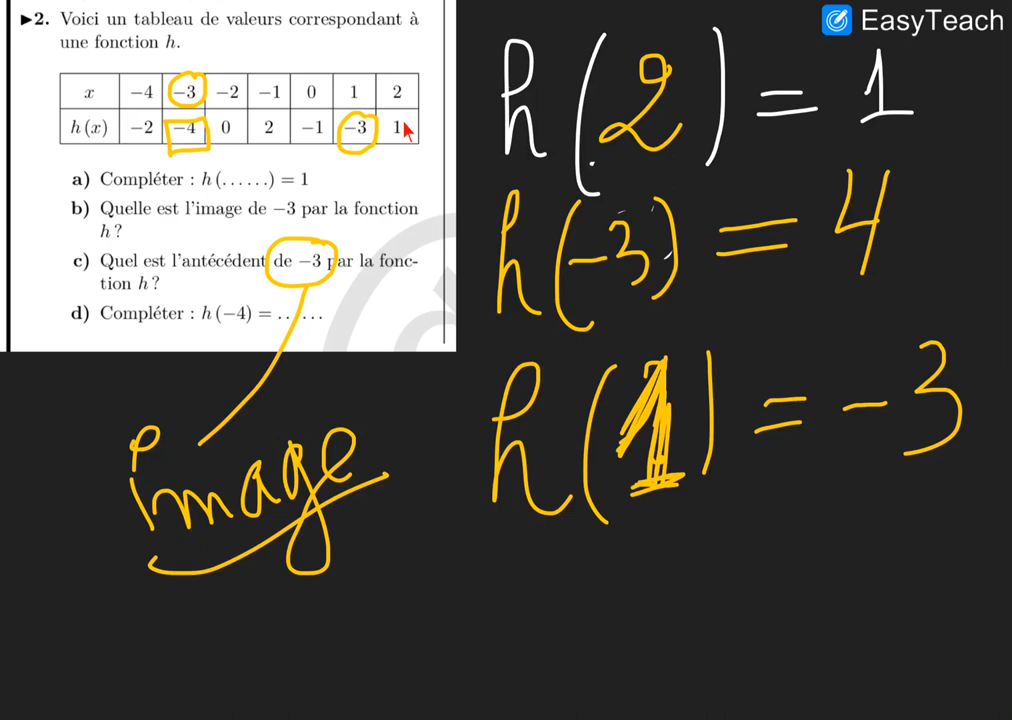 ▶2. Voici un tableau de valeurs correspondant à
une fonction h.
x −4 −3 −2 −1 0 1 2
h (x) −2 −4 0 2 −1 −3 1
a) Compléter : h (......) = 1
b) Quelle est l'image de −3 par la fonction
h ?
c) Quel est l'antécédent de −3 par la fonc-
tion h ?
d) Compléter : h (−4) = ......
image
EasyTeach
h(2) = 1
h(-3) = 4
h(1) = -3